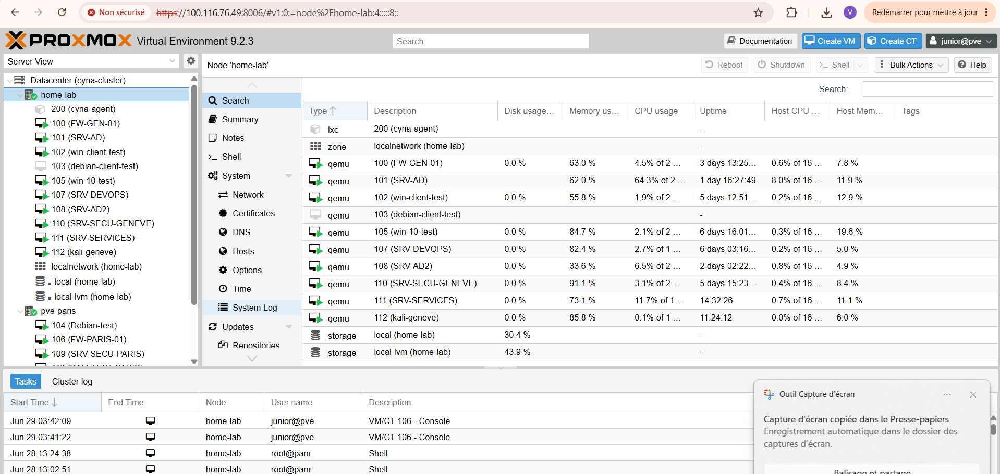 Non sécurisé https://100.116.76.49:8006/#v1:0:=node%2Fhome-lab:4:::::8:: V Redémarrer pour mettre à jour
PROXMOX Virtual Environment 9.2.3 Search Documentation Create VM Create CT junior@pve
Server View
Node 'home-lab' Reboot Shutdown Shell Bulk Actions Help
Datacenter (cyna-cluster)
home-lab
200 (cyna-agent)
100 (FW-GEN-01)
101 (SRV-AD)
102 (win-client-test)
103 (debian-client-test)
105 (win-10-test)
107 (SRV-DEVOPS)
108 (SRV-AD2)
110 (SRV-SECU-GENEVE)
111 (SRV-SERVICES)
112 (kali-geneve)
localnetwork (home-lab)
local (home-lab)
local-lvm (home-lab)
pve-paris
104 (Debian-test)
106 (FW-PARIS-01)
109 (SRV-SECU-PARIS)
Search
Summary
Notes
Shell
System
Network
Certificates
DNS
Hosts
Options
Time
System Log
Updates
Repositories
Search:
Type Description Disk usage... Memory us... CPU usage Uptime Host CPU ... Host Mem... Tags
lxc 200 (cyna-agent) -
zone localnetwork (home-lab) -
qemu 100 (FW-GEN-01) 0.0 % 63.0 % 4.5% of 2 ... 3 days 13:25... 0.6% of 16 ... 7.8 %
qemu 101 (SRV-AD) 62.0 % 64.3% of 2 ... 1 day 16:27:49 8.0% of 16 ... 11.9 %
qemu 102 (win-client-test) 0.0 % 55.8 % 1.9% of 2 ... 5 days 12:51... 0.2% of 16 ... 12.9 %
qemu 103 (debian-client-test) -
qemu 105 (win-10-test) 0.0 % 84.7 % 2.1% of 2 ... 6 days 16:01... 0.3% of 16 ... 19.6 %
qemu 107 (SRV-DEVOPS) 0.0 % 82.4 % 2.7% of 1 ... 6 days 03:16... 0.2% of 16 ... 5.0 %
qemu 108 (SRV-AD2) 0.0 % 33.6 % 6.5% of 2 ... 2 days 02:22... 0.8% of 16 ... 4.9 %
qemu 110 (SRV-SECU-GENEVE) 0.0 % 91.1 % 3.1% of 2 ... 5 days 15:23... 0.4% of 16 ... 8.4 %
qemu 111 (SRV-SERVICES) 0.0 % 73.1 % 11.7% of 1 ... 14:32:26 0.7% of 16 ... 11.1 %
qemu 112 (kali-geneve) 0.0 % 85.8 % 0.1% of 1 ... 11:24:12 0.0% of 16 ... 6.0 %
storage local (home-lab) 30.4 % -
storage local-lvm (home-lab) 43.9 % -
Tasks Cluster log
Start Time End Time Node User name Description
Jun 29 03:42:09 home-lab junior@pve VM/CT 106 - Console
Jun 29 03:41:22 home-lab junior@pve VM/CT 106 - Console
Jun 28 13:24:38 home-lab root@pam Shell
Jun 28 13:02:51 home-lab root@pam Shell
Outil Capture d'écran
Capture d'écran copiée dans le Presse-papiers
Enregistrement automatique dans le dossier des
captures d'écran.
Balisage et partage